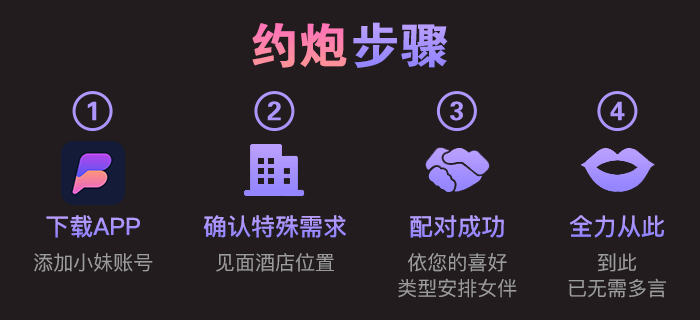 约炮步骤
1
下载APP
添加小妹账号
2
确认特殊需求
见面酒店位置
3
配对成功
依您的喜好
类型安排女伴
4
全力从此
到此
已无需多言